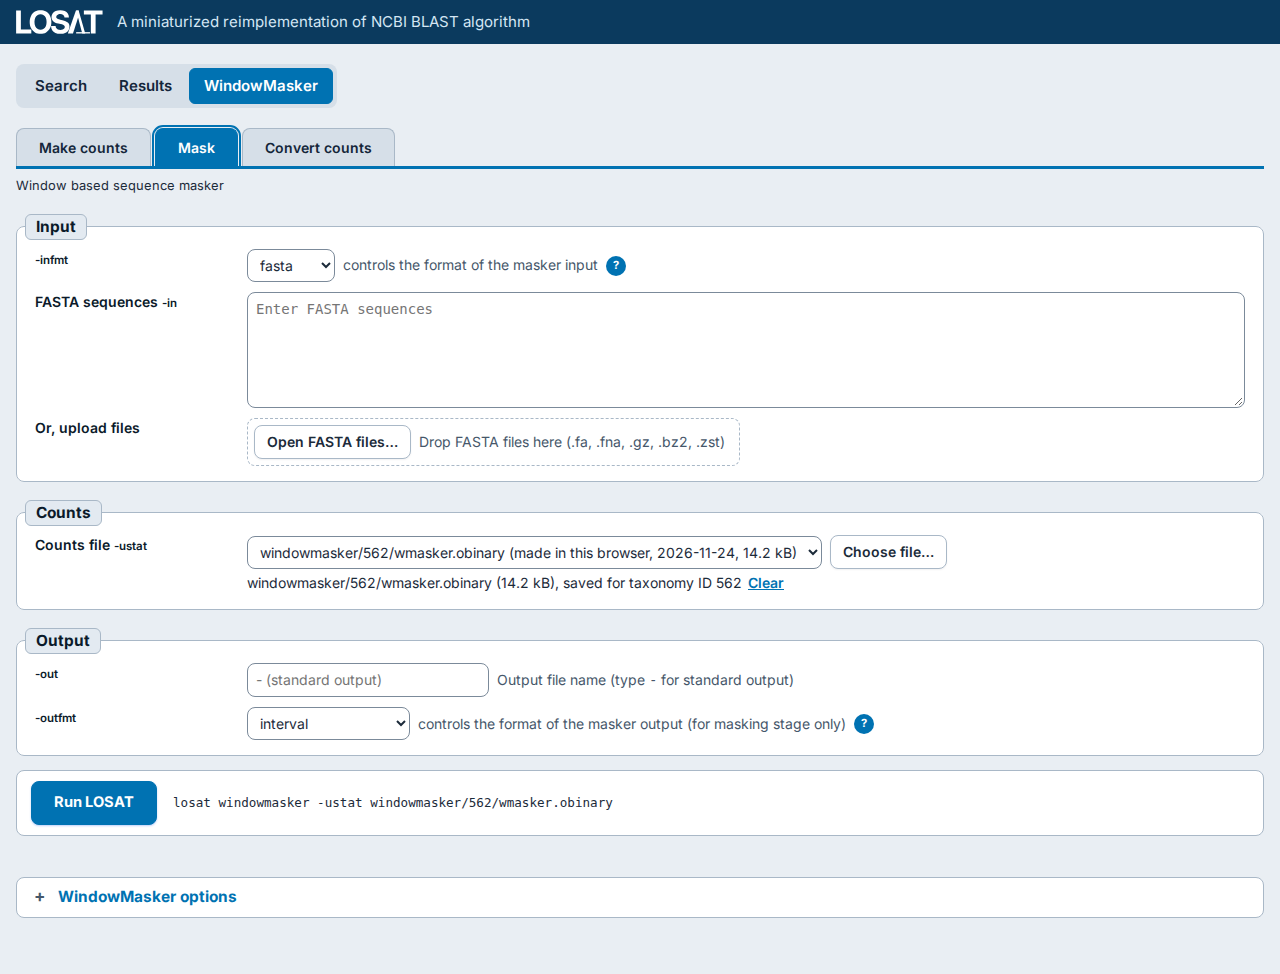 LOSAT A miniaturized reimplementation of NCBI BLAST algorithm
Search Results WindowMasker
Make counts Mask Convert counts
Window based sequence masker
Input
-infmt fasta controls the format of the masker input ?
FASTA sequences -in Enter FASTA sequences
Or, upload files Open FASTA files... Drop FASTA files here (.fa, .fna, .gz, .bz2, .zst)
Counts
Counts file -ustat windowmasker/562/wmasker.obinary (made in this browser, 2026-11-24, 14.2 kB) Choose file...
windowmasker/562/wmasker.obinary (14.2 kB), saved for taxonomy ID 562 Clear
Output
-out - (standard output) Output file name (type - for standard output)
-outfmt interval controls the format of the masker output (for masking stage only) ?
Run LOSAT losat windowmasker -ustat windowmasker/562/wmasker.obinary
+ WindowMasker options